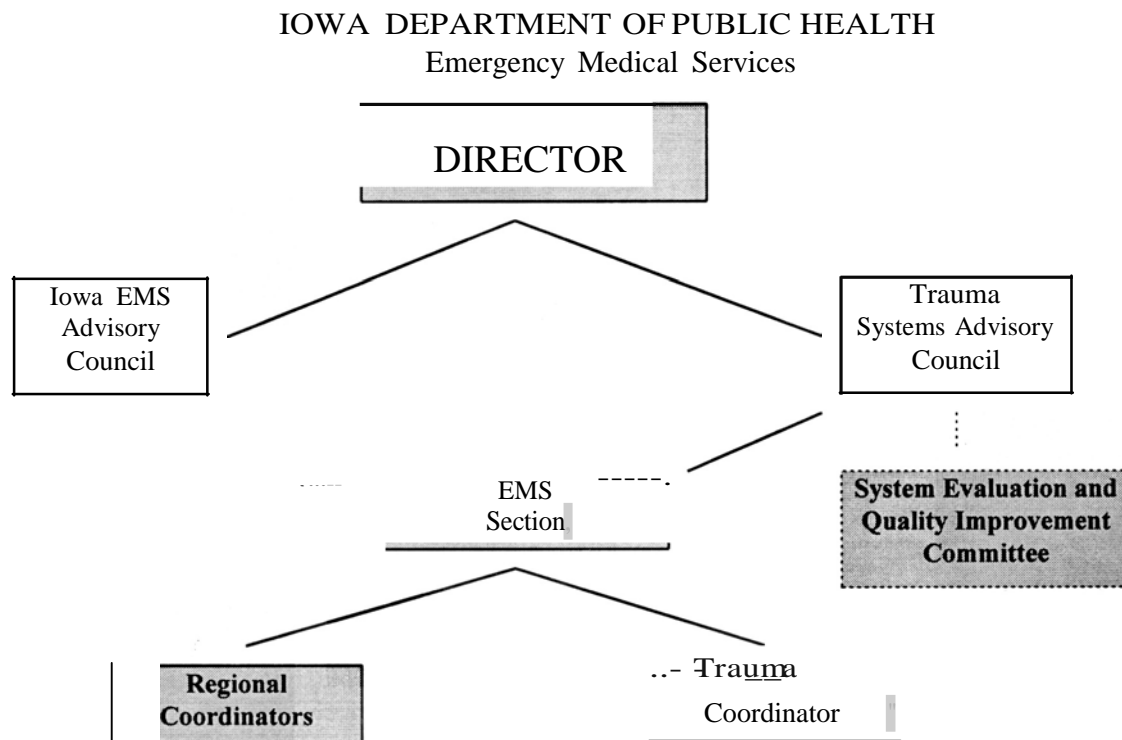 IOWA DEPARTMENT OF PUBLIC HEALTH
Emergency Medical Services
DIRECTOR
Iowa EMS
Advisory
Council
Trauma
Systems Advisory
Council
EMS
Section
System Evaluation and
Quality Improvement
Committee
Regional
Coordinators
Trauma
Coordinator